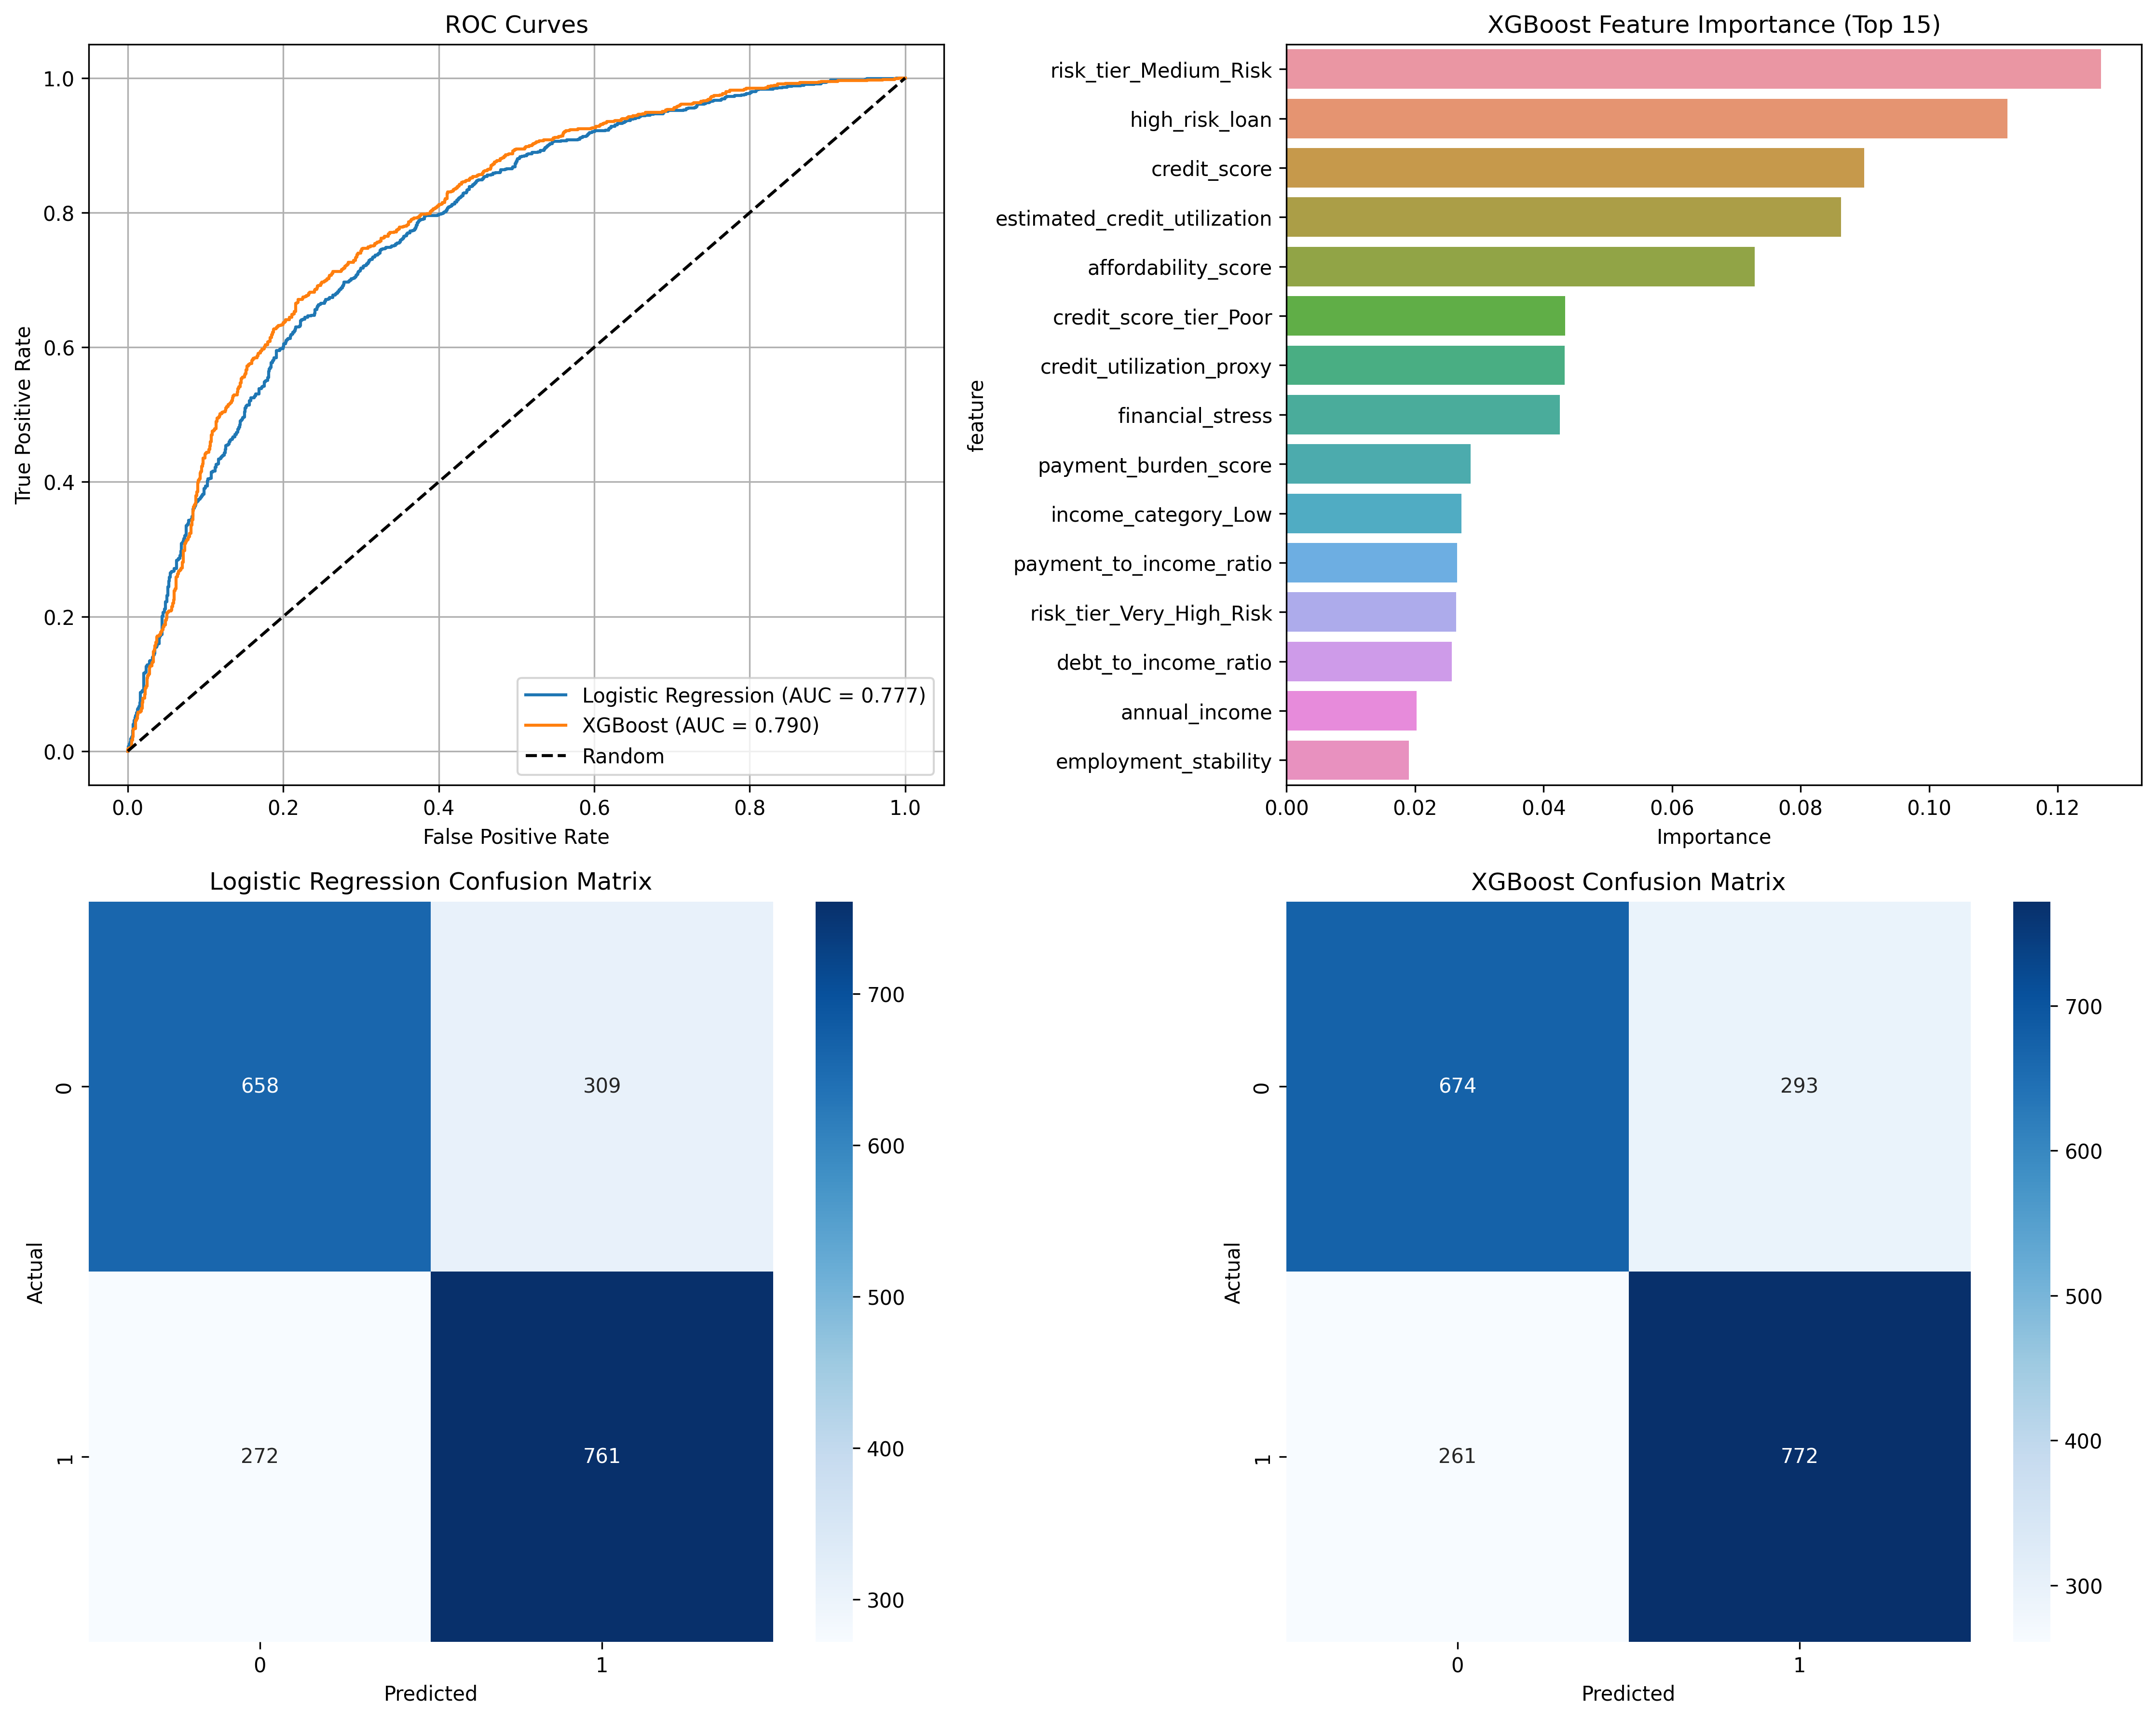 ROC Curves
True Positive Rate
1.0
0.8
0.6
0.4
0.2
0.0
0.0 0.2 0.4 0.6 0.8 1.0
False Positive Rate
Logistic Regression (AUC = 0.777)
XGBoost (AUC = 0.790)
Random
XGBoost Feature Importance (Top 15)
feature
risk_tier_Medium_Risk
high_risk_loan
credit_score
estimated_credit_utilization
affordability_score
credit_score_tier_Poor
credit_utilization_proxy
financial_stress
payment_burden_score
income_category_Low
payment_to_income_ratio
risk_tier_Very_High_Risk
debt_to_income_ratio
annual_income
employment_stability
0.00 0.02 0.04 0.06 0.08 0.10 0.12
Importance
Logistic Regression Confusion Matrix
Actual
0
1
658 309
272 761
0 1
Predicted
700
600
500
400
300
XGBoost Confusion Matrix
Actual
0
1
674 293
261 772
0 1
Predicted
700
600
500
400
300